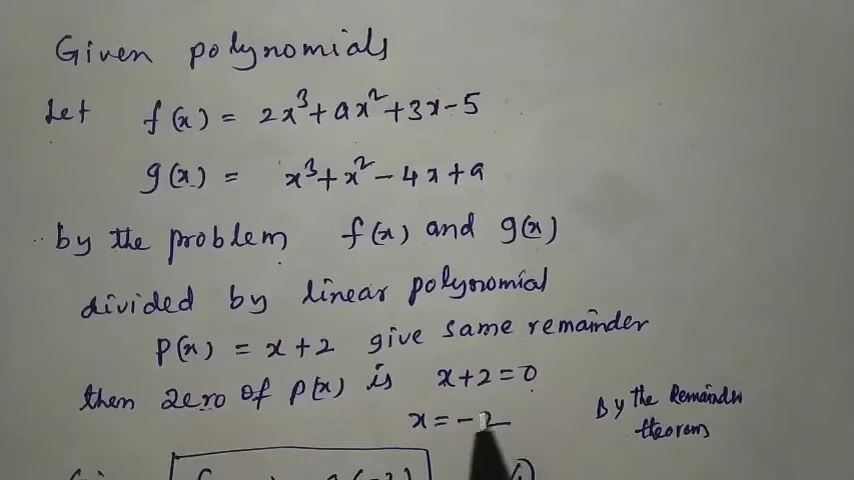 Given polynomials
Let f(x) = 2x³+ax²+3x-5
g(x) = x³+x²-4x+a
by the problem f(x) and g(x)
divided by linear polynomial
P(x) = x+2 give same remainder
then zero of P(x) is x+2=0
x=-2
By the Remainder
theorem